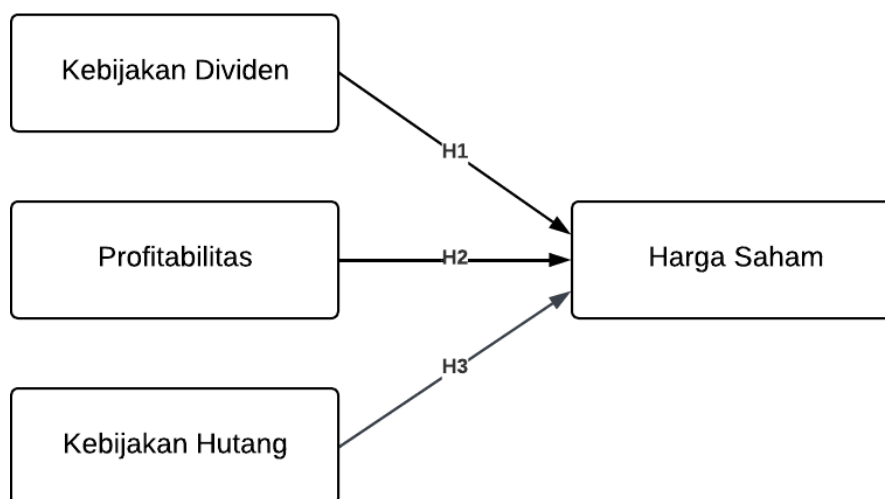 Kebijakan Dividen
H1
Profitabilitas
H2
Harga Saham
H3
Kebijakan Hutang